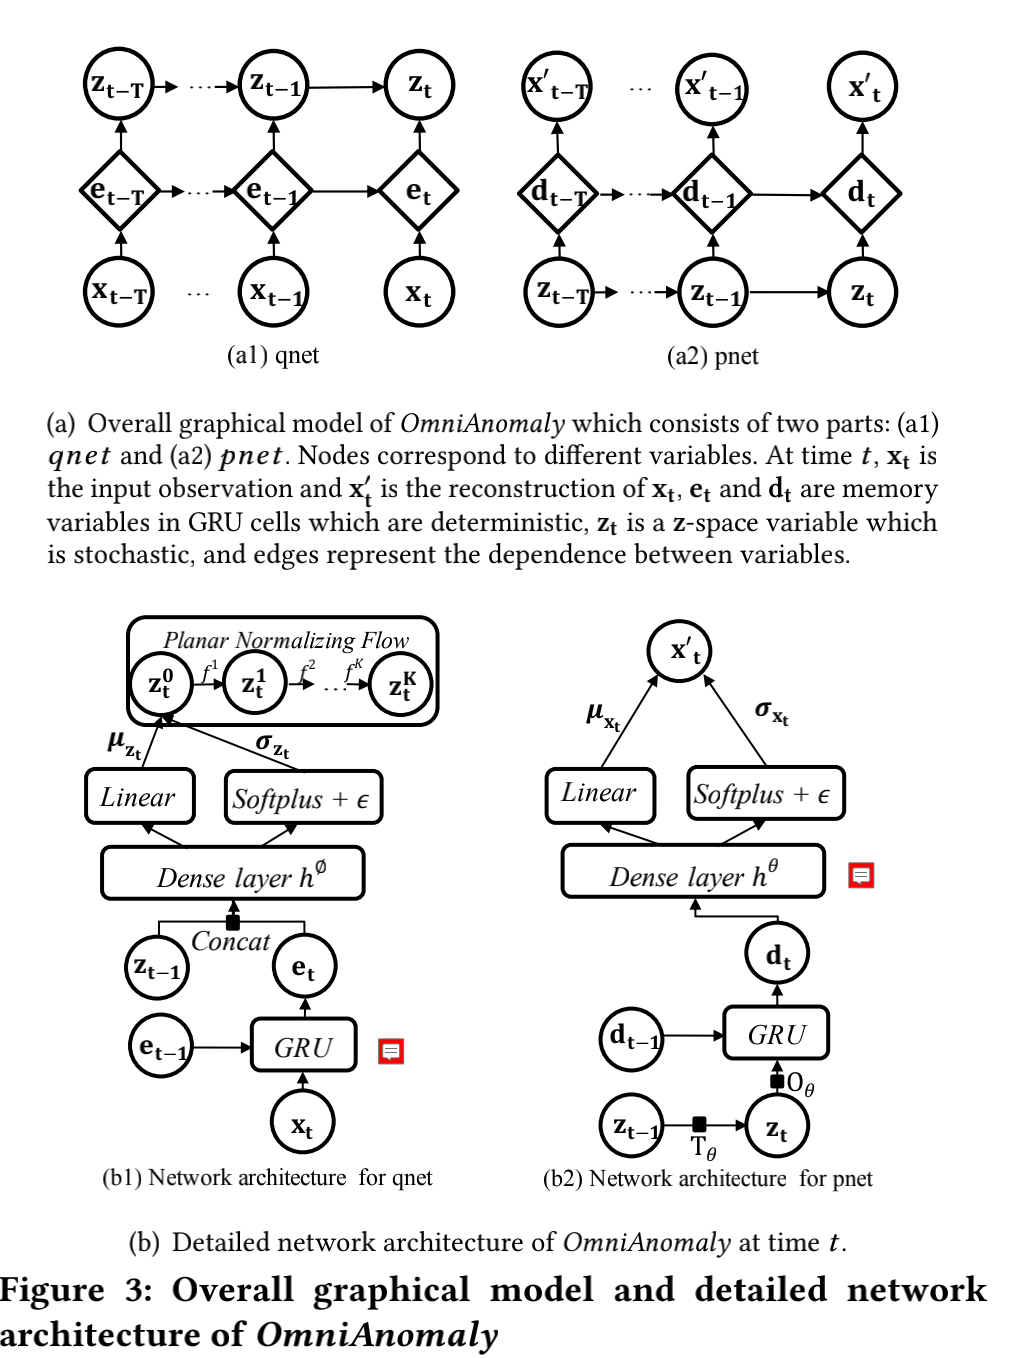 z_{t−T} ... z_{t−1} z_t
e_{t−T} ... e_{t−1} e_t
x_{t−T} ... x_{t−1} x_t
(a1) qnet
x′_{t−T} ... x′_{t−1} x′_t
d_{t−T} ... d_{t−1} d_t
z_{t−T} ... z_{t−1} z_t
(a2) pnet
(a) Overall graphical model of OmniAnomaly which consists of two parts: (a1)
qnet and (a2) pnet. Nodes correspond to different variables. At time t, x_t is
the input observation and x′_t is the reconstruction of x_t, e_t and d_t are memory
variables in GRU cells which are deterministic, z_t is a z-space variable which
is stochastic, and edges represent the dependence between variables.
Planar Normalizing Flow
z_t^0 f^1 z_t^1 f^2 ... f^K z_t^K
μ_{z_t} σ_{z_t}
Linear Softplus + ϵ
Dense layer h^∅
Concat
z_{t−1} e_t
e_{t−1} GRU
x_t
(b1) Network architecture for qnet
x′_t
μ_{x_t} σ_{x_t}
Linear Softplus + ϵ
Dense layer h^θ
d_t
d_{t−1} GRU
O_θ
z_{t−1} T_θ z_t
(b2) Network architecture for pnet
(b) Detailed network architecture of OmniAnomaly at time t.
Figure 3: Overall graphical model and detailed network
architecture of OmniAnomaly